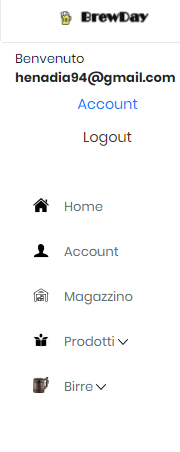 BrewDay
Benvenuto
henadia94@gmail.com
Account
Logout
Home
Account
Magazzino
Prodotti
Birre